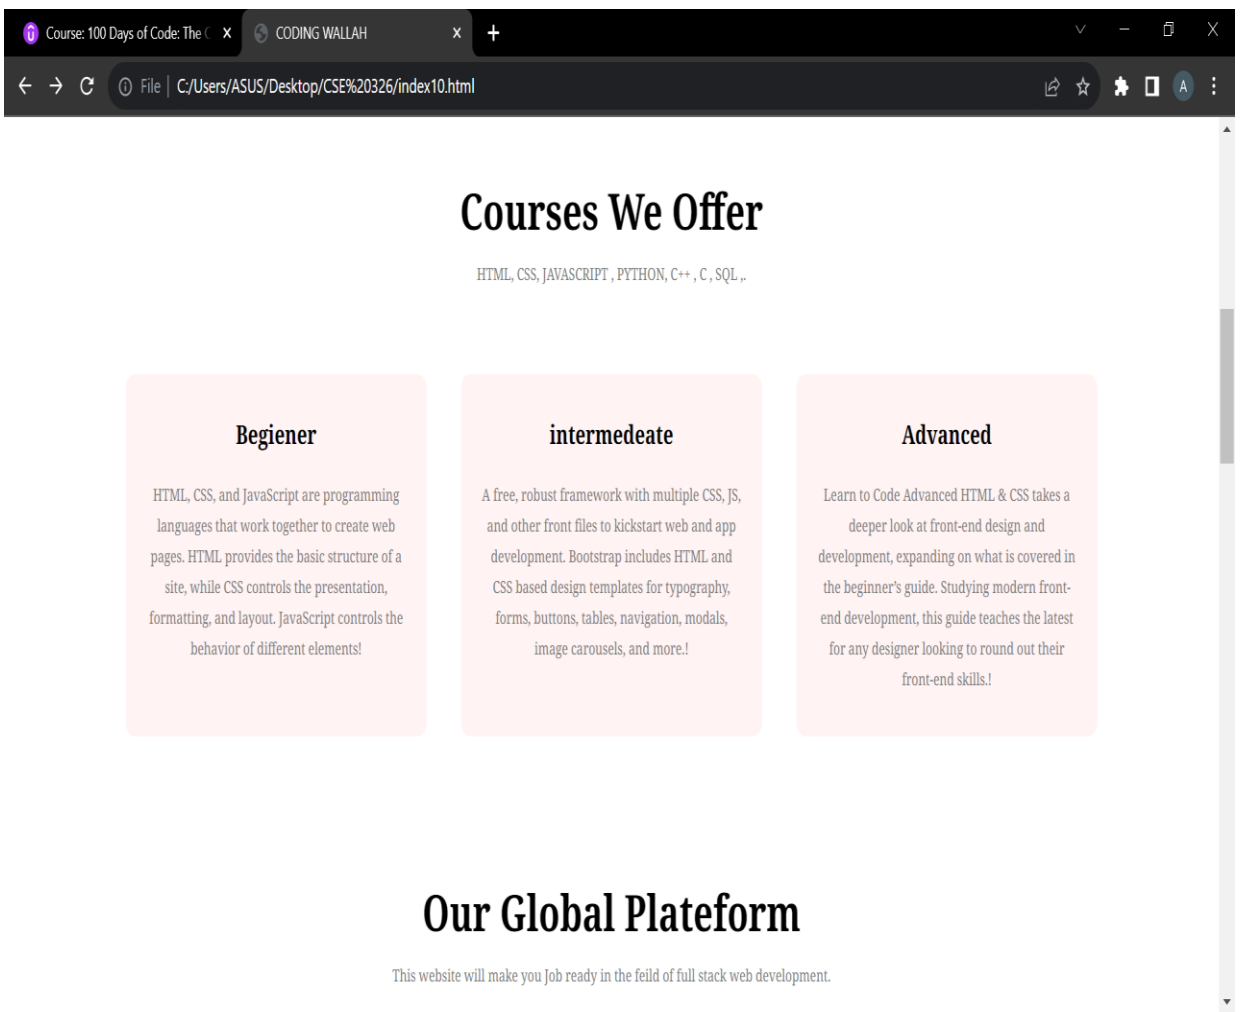 Course: 100 Days of Code: The C
CODING WALLAH
File | C:/Users/ASUS/Desktop/CSE%20326/index10.html
A
Courses We Offer
HTML, CSS, JAVASCRIPT , PYTHON, C++ , C , SQL ,.
Begiener
HTML, CSS, and JavaScript are programming
languages that work together to create web
pages. HTML provides the basic structure of a
site, while CSS controls the presentation,
formatting, and layout. JavaScript controls the
behavior of different elements!
intermedeate
A free, robust framework with multiple CSS, JS,
and other front files to kickstart web and app
development. Bootstrap includes HTML and
CSS based design templates for typography,
forms, buttons, tables, navigation, modals,
image carousels, and more.!
Advanced
Learn to Code Advanced HTML & CSS takes a
deeper look at front-end design and
development, expanding on what is covered in
the beginner's guide. Studying modern front-
end development, this guide teaches the latest
for any designer looking to round out their
front-end skills.!
Our Global Plateform
This website will make you Job ready in the feild of full stack web development.